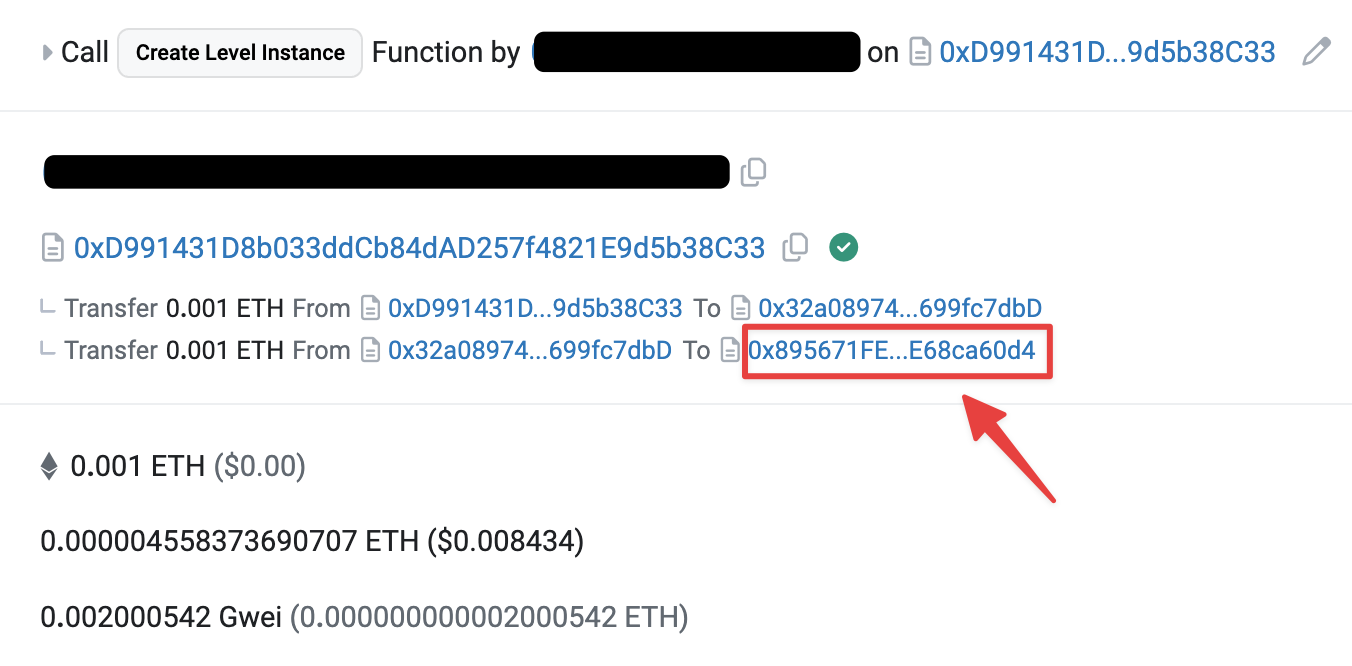 Call Create Level Instance Function by on 0xD991431D...9d5b38C33
0xD991431D8b033ddCb84dAD257f4821E9d5b38C33
Transfer 0.001 ETH From 0xD991431D...9d5b38C33 To 0x32a08974...699fc7dbD
Transfer 0.001 ETH From 0x32a08974...699fc7dbD To 0x895671FE...E68ca60d4
0.001 ETH ($0.00)
0.000004558373690707 ETH ($0.008434)
0.002000542 Gwei (0.000000000002000542 ETH)